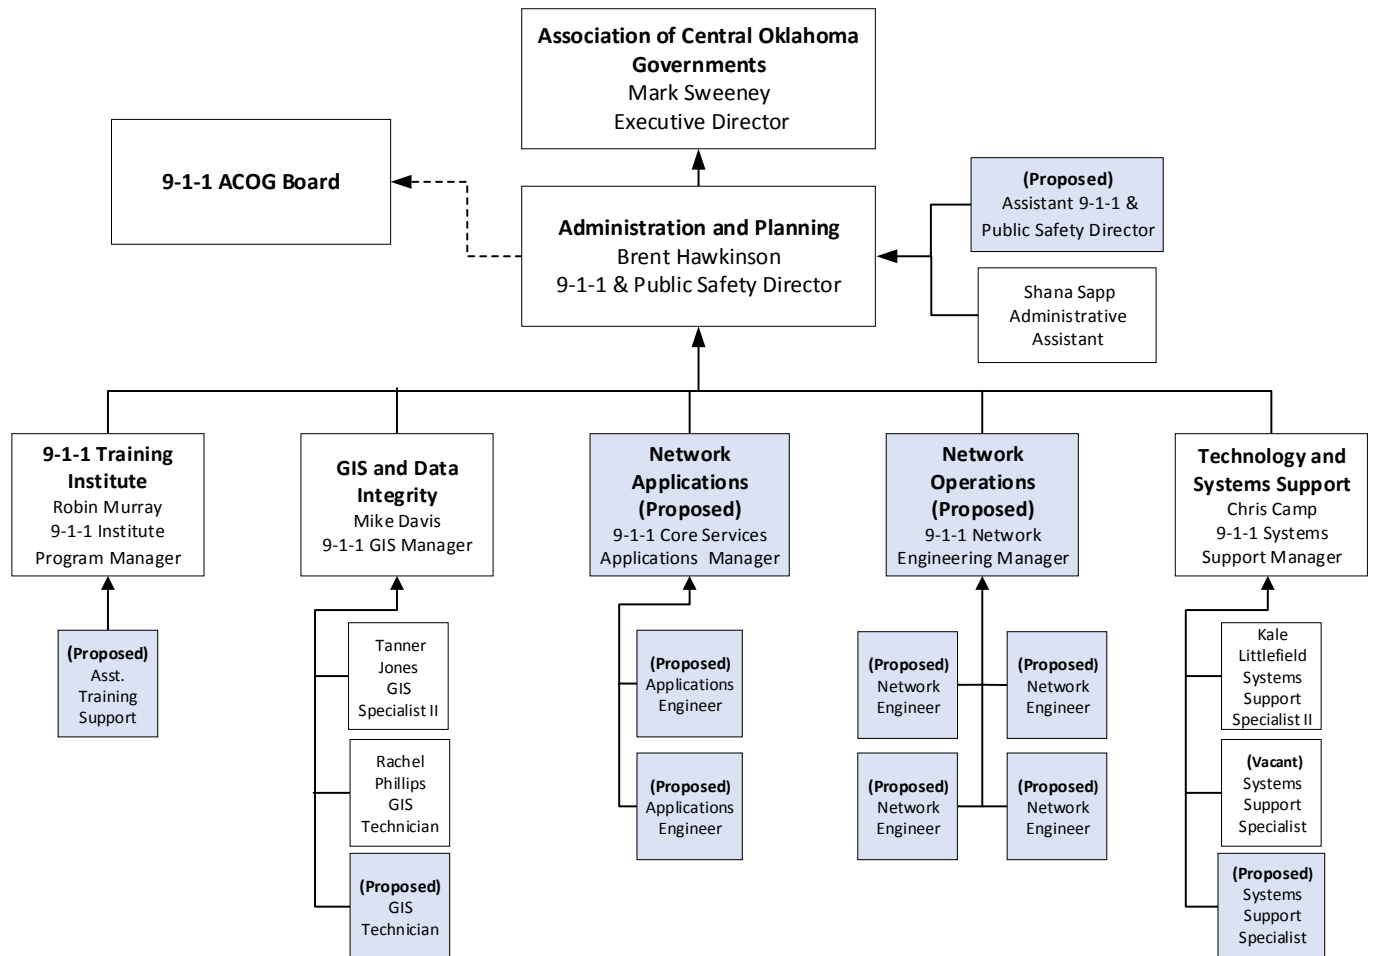 Association of Central Oklahoma
Governments
Mark Sweeney
Executive Director
9-1-1 ACOG Board
Administration and Planning
Brent Hawkinson
9-1-1 & Public Safety Director
(Proposed)
Assistant 9-1-1 &
Public Safety Director
Shana Sapp
Administrative
Assistant
9-1-1 Training
Institute
Robin Murray
9-1-1 Institute
Program Manager
GIS and Data
Integrity
Mike Davis
9-1-1 GIS Manager
Network
Applications
(Proposed)
9-1-1 Core Services
Applications Manager
Network
Operations
(Proposed)
9-1-1 Network
Engineering Manager
Technology and
Systems Support
Chris Camp
9-1-1 Systems
Support Manager
(Proposed)
Asst.
Training
Support
Tanner
Jones
GIS
Specialist II
Rachel
Phillips
GIS
Technician
(Proposed)
GIS
Technician
(Proposed)
Applications
Engineer
(Proposed)
Applications
Engineer
(Proposed)
Network
Engineer
(Proposed)
Network
Engineer
(Proposed)
Network
Engineer
(Proposed)
Network
Engineer
Kale
Littlefield
Systems
Support
Specialist II
(Vacant)
Systems
Support
Specialist
(Proposed)
Systems
Support
Specialist